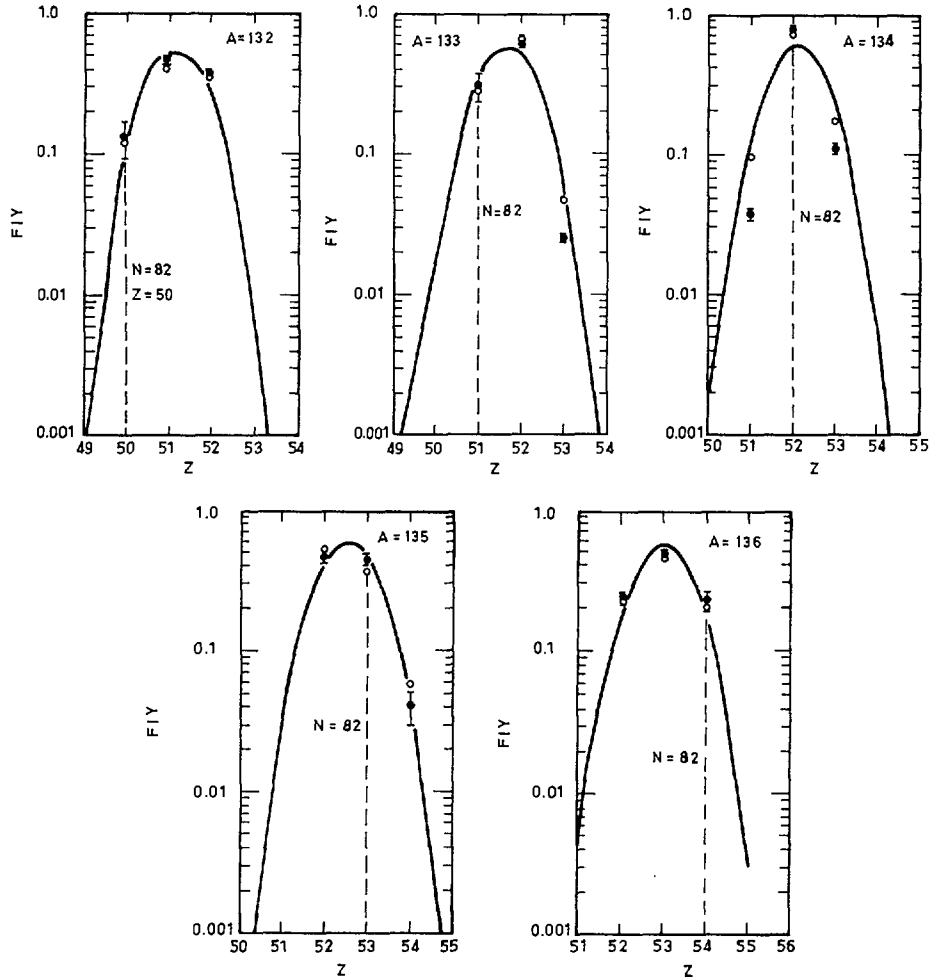 1.0
0.1
0.01
0.001
FIY
A=132
N=82
Z=50
49 50 51 52 53 54
Z
1.0
0.1
0.01
0.001
FIY
A=133
N=82
49 50 51 52 53 54
Z
1.0
0.1
0.01
0.001
FIY
A=134
N=82
50 51 52 53 54 55
Z
1.0
0.1
0.01
0.001
FIY
A=135
N=82
50 51 52 53 54 55
Z
1.0
0.1
0.01
0.001
FIY
A=136
N=82
51 52 53 54 55 56
Z